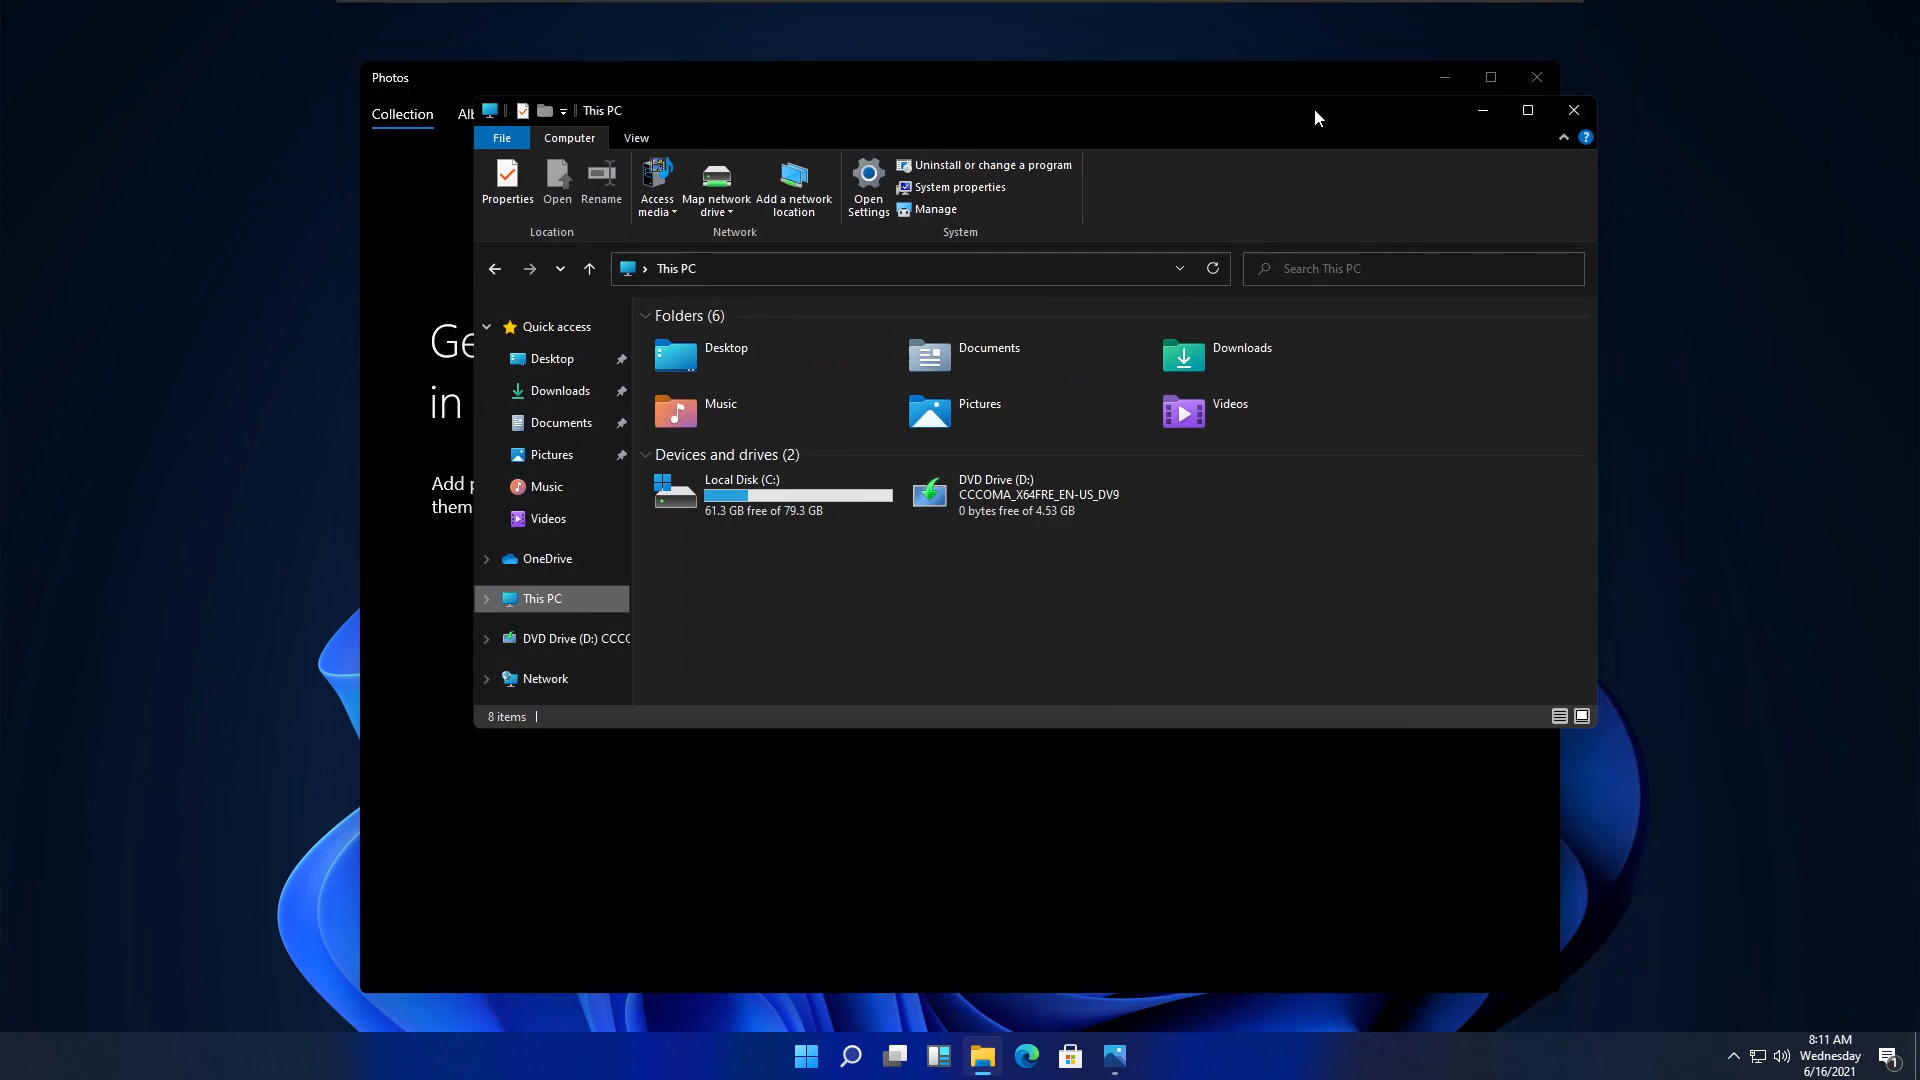 Photos
Collection
Alb
This PC
File
Computer
View
Properties
Open
Rename
Access media
Map network drive
Add a network location
Open Settings
Uninstall or change a program
System properties
Manage
Location
Network
System
This PC
Search This PC
Quick access
Desktop
Downloads
Documents
Pictures
Music
Videos
OneDrive
This PC
DVD Drive (D:) CCCO
Network
Folders (6)
Desktop
Documents
Downloads
Music
Pictures
Videos
Devices and drives (2)
Local Disk (C:)
61.3 GB free of 79.3 GB
DVD Drive (D:)
CCCOMA_X64FRE_EN-US_DV9
0 bytes free of 4.53 GB
8 items
Ge
in
Add p
them
8:11 AM
Wednesday
6/16/2021
1